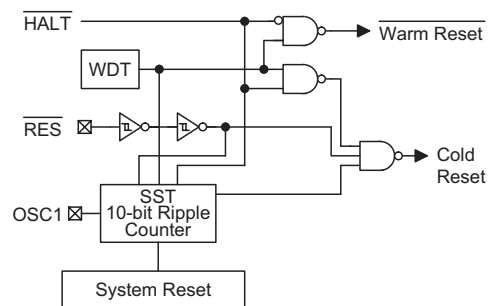 HALT
Warm Reset
WDT
RES
Cold
Reset
SST
10-bit Ripple
Counter
OSC1
System Reset